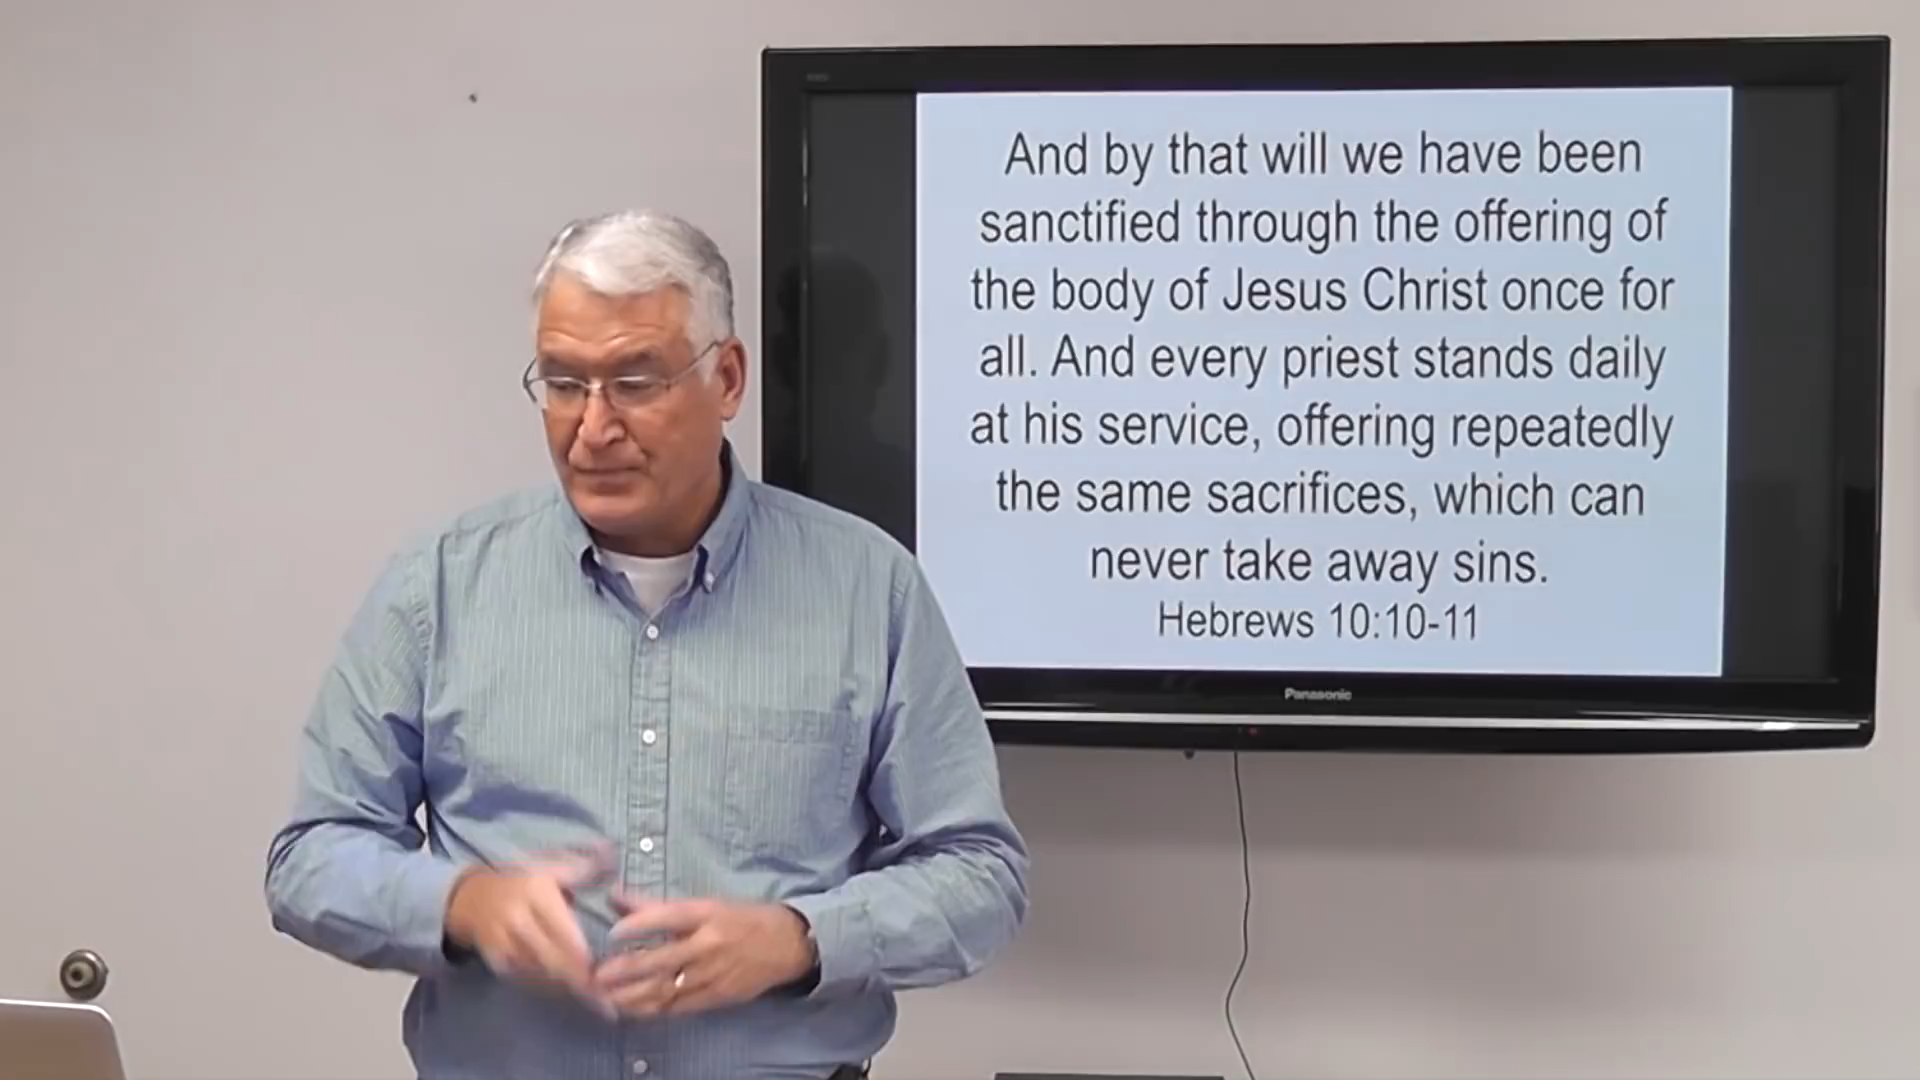 And by that will we have been
sanctified through the offering of
the body of Jesus Christ once for
all. And every priest stands daily
at his service, offering repeatedly
the same sacrifices, which can
never take away sins.
Hebrews 10:10-11
Panasonic